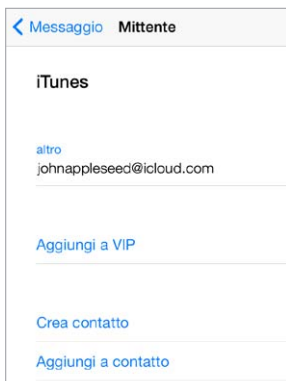 Messaggio Mittente
iTunes
altro
johnappleseed@icloud.com
Aggiungi a VIP
Crea contatto
Aggiungi a contatto